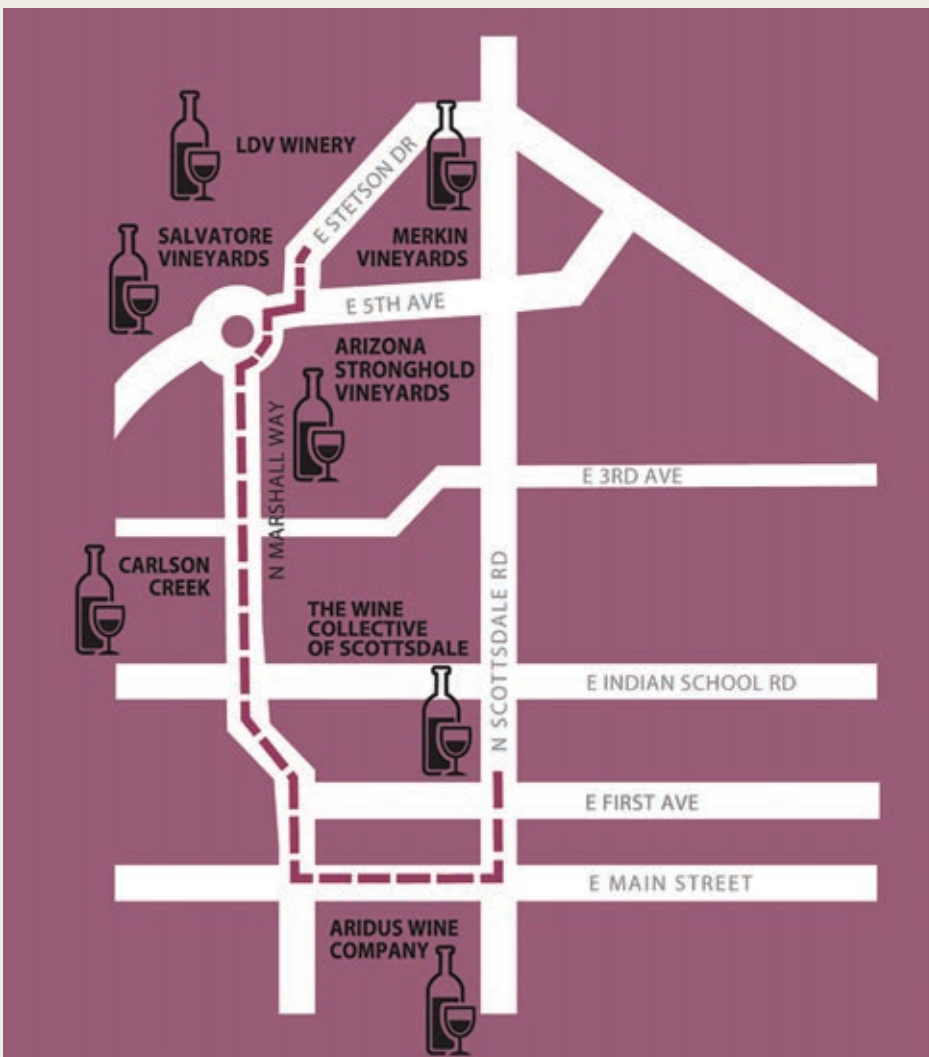 LDV WINERY
E STETSON DR
SALVATORE
VINEYARDS
MERKIN
VINEYARDS
E 5TH AVE
ARIZONA
STRONGHOLD
VINEYARDS
N MARSHALL WAY
E 3RD AVE
CARLSON
CREEK
THE WINE
COLLECTIVE
OF SCOTTSDALE
N SCOTTSDALE RD
E INDIAN SCHOOL RD
E FIRST AVE
E MAIN STREET
ARIDUS WINE
COMPANY